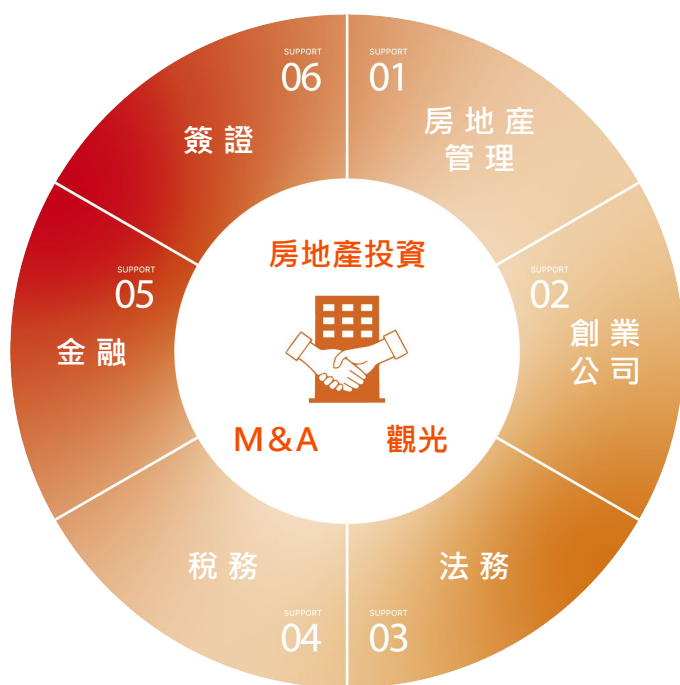 SUPPORT
01
房地産
管理
SUPPORT
02
創業
公司
SUPPORT
03
法務
SUPPORT
04
稅務
SUPPORT
05
金融
SUPPORT
06
簽證
房地產投資
M&A
觀光